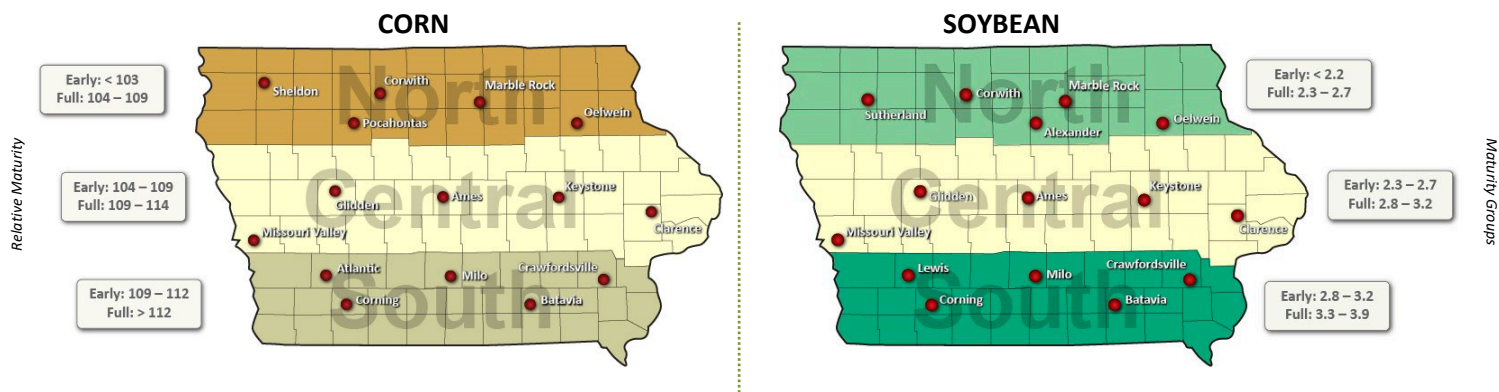 CORN
SOYBEAN
Relative Maturity
Early: < 103
Full: 104 – 109
Early: 104 – 109
Full: 109 – 114
Early: 109 – 112
Full: > 112
North
Sheldon
Corwith
Marble Rock
Pocahontas
Oelwein
Central
Glidden
Ames
Keystone
Missouri Valley
Clarence
South
Atlantic
Milo
Crawfordsville
Corning
Batavia
North
Sutherland
Corwith
Marble Rock
Alexander
Oelwein
Central
Glidden
Ames
Keystone
Missouri Valley
Clarence
South
Lewis
Milo
Crawfordsville
Corning
Batavia
Early: < 2.2
Full: 2.3 – 2.7
Early: 2.3 – 2.7
Full: 2.8 – 3.2
Early: 2.8 – 3.2
Full: 3.3 – 3.9
Maturity Groups